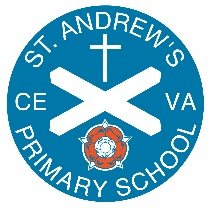 ST. ANDREW'S
CE VA
PRIMARY SCHOOL